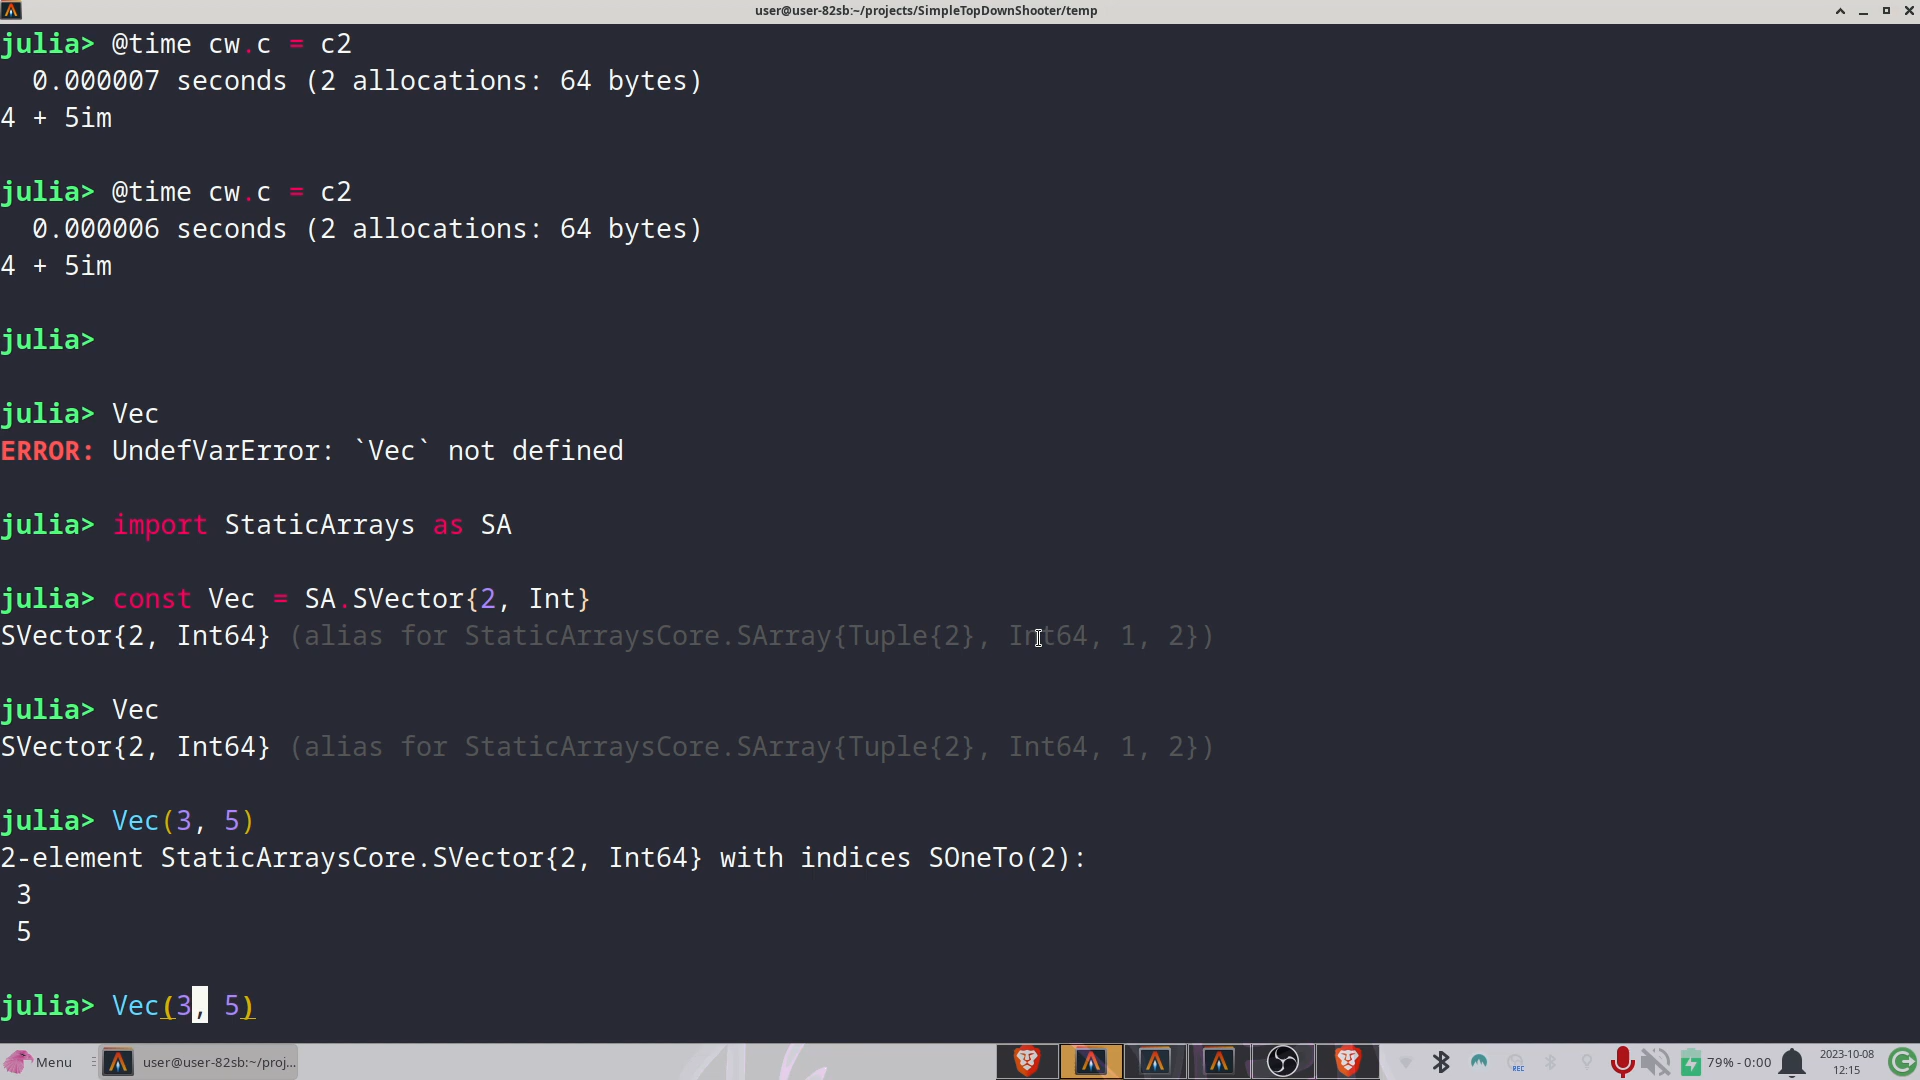 user@user-82sb:~/projects/SimpleTopDownShooter/temp
julia> @time cw.c = c2
  0.000007 seconds (2 allocations: 64 bytes)
4 + 5im
julia> @time cw.c = c2
  0.000006 seconds (2 allocations: 64 bytes)
4 + 5im
julia>
julia> Vec
ERROR: UndefVarError: `Vec` not defined
julia> import StaticArrays as SA
julia> const Vec = SA.SVector{2, Int}
SVector{2, Int64} (alias for StaticArraysCore.SArray{Tuple{2}, Int64, 1, 2})
julia> Vec
SVector{2, Int64} (alias for StaticArraysCore.SArray{Tuple{2}, Int64, 1, 2})
julia> Vec(3, 5)
2-element StaticArraysCore.SVector{2, Int64} with indices SOneTo(2):
 3
 5
julia> Vec(3, 5)
Menu user@user-82sb:~/proj... REC 79% - 0:00 2023-10-08
12:15